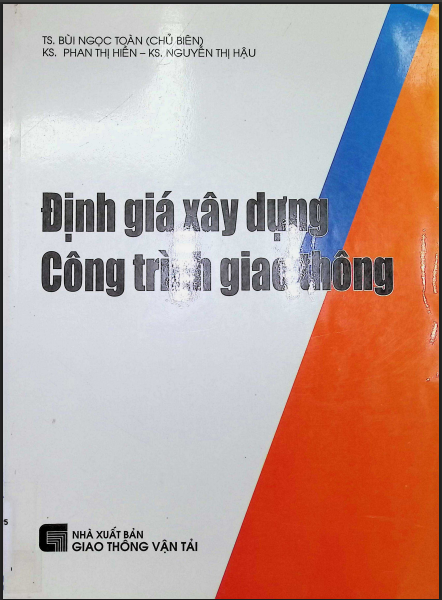 TS. BÙI NGỌC TOÀN (CHỦ BIÊN)
KS. PHAN THỊ HIỀN – KS. NGUYỄN THỊ HẬU
Định giá xây dựng
Công trình giao thông
S
NHÀ XUẤT BẢN
GIAO THÔNG VẬN TẢI